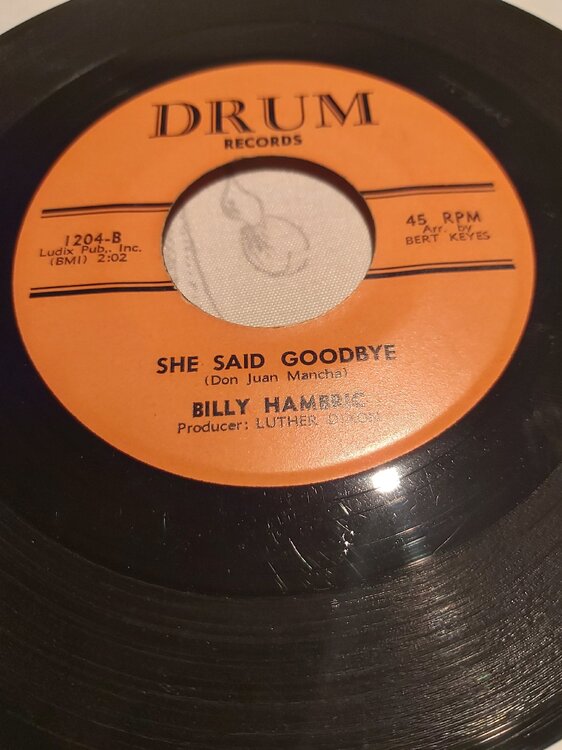 DRUM
RECORDS
1204-B
Ludix Pub., Inc.
(BMI) 2:02
45 RPM
Arr. by
BERT KEYES
SHE SAID GOODBYE
(Don Juan Mancha)
BILLY HAMBRIC
Producer: LUTHER DIXON